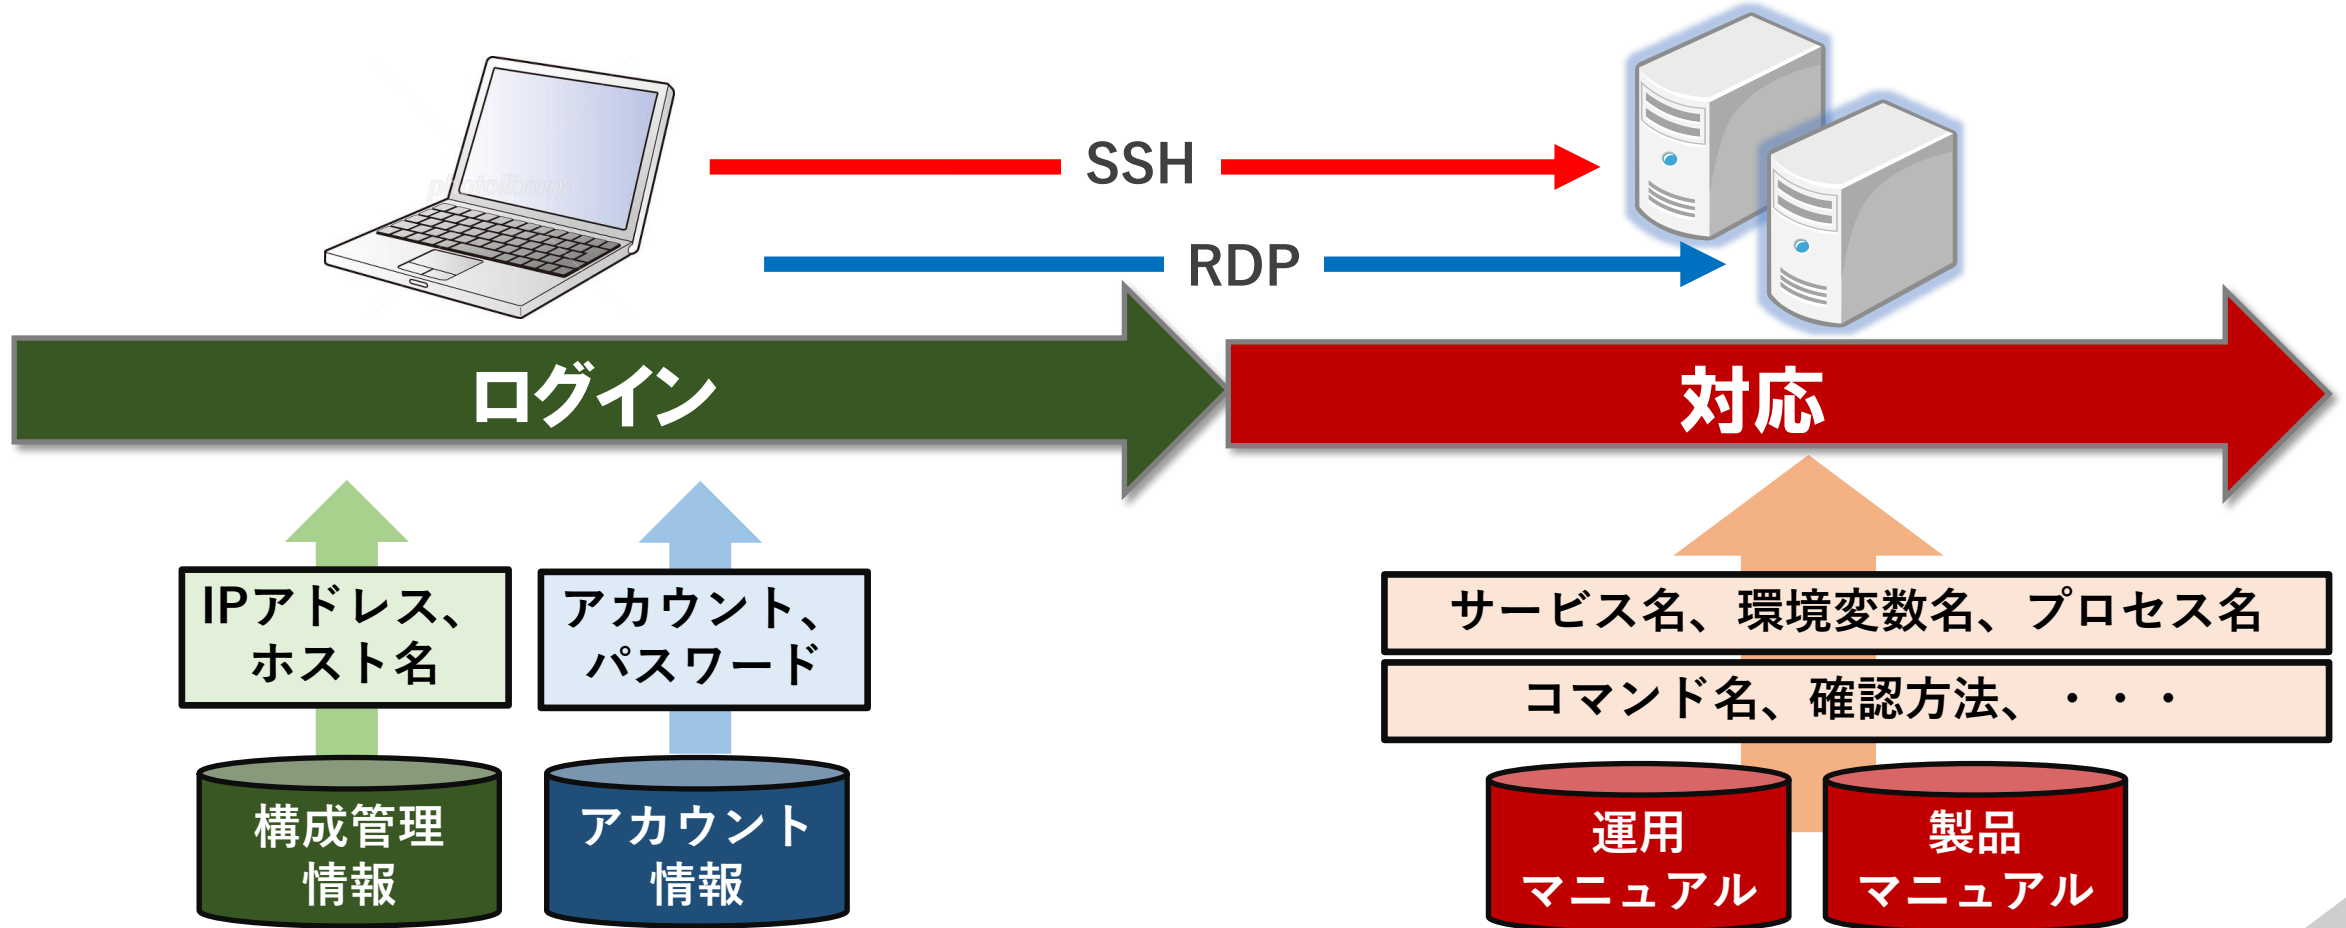 SSH
RDP
photolibrary
ログイン
対応
IPアドレス、
ホスト名
アカウント、
パスワード
サービス名、環境変数名、プロセス名
コマンド名、確認方法、・・・
構成管理
情報
アカウント
情報
運用
マニュアル
製品
マニュアル